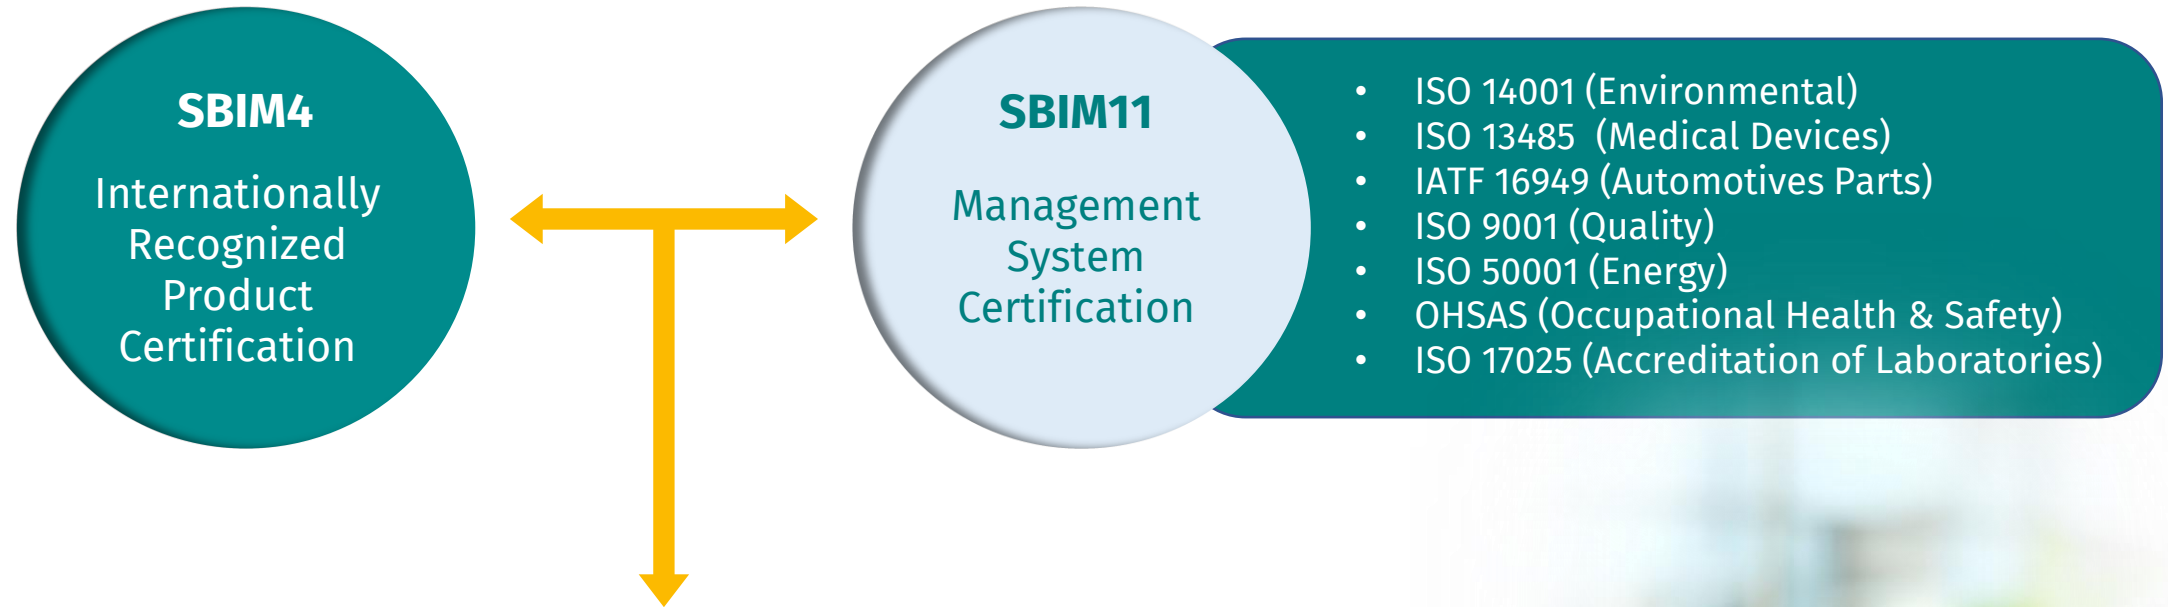 SBIM4
Internationally
Recognized
Product
Certification
SBIM11
Management
System
Certification
• ISO 14001 (Environmental)
• ISO 13485 (Medical Devices)
• IATF 16949 (Automotives Parts)
• ISO 9001 (Quality)
• ISO 50001 (Energy)
• OHSAS (Occupational Health & Safety)
• ISO 17025 (Accreditation of Laboratories)